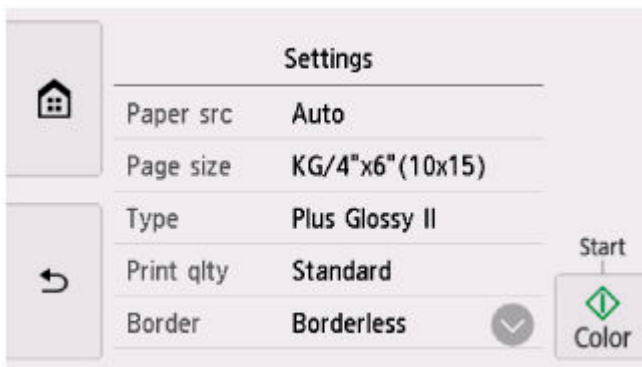 Settings
Paper src Auto
Page size KG/4"x6"(10x15)
Type Plus Glossy II
Print qlty Standard
Border Borderless
Start
Color